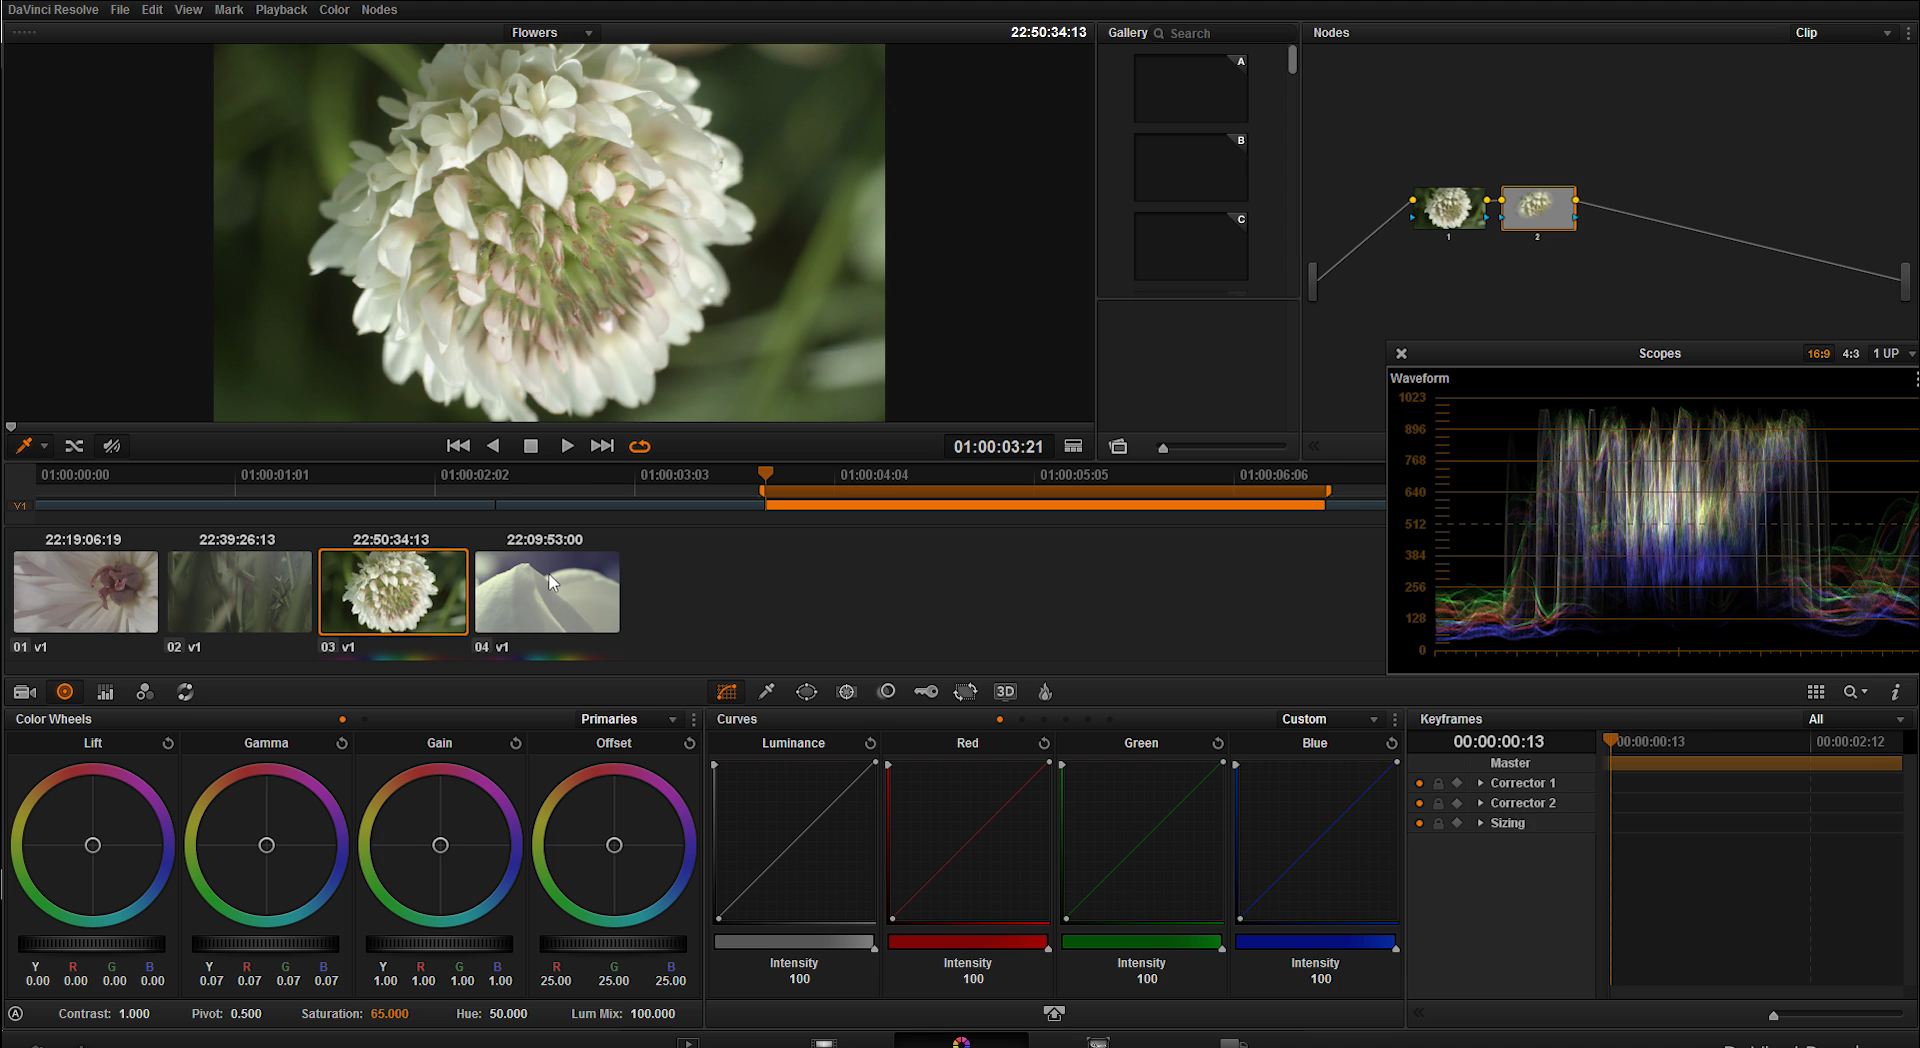 DaVinci Resolve File Edit View Mark Playback Color Nodes
Flowers
22:50:34:13
Gallery
Search
Nodes
Clip
A
B
C
1
2
Scopes
16:9
4:3
1 UP
Waveform
1023
896
768
640
512
384
256
128
0
01:00:03:21
01:00:00:00
01:00:01:01
01:00:02:02
01:00:03:03
01:00:04:04
01:00:05:05
01:00:06:06
V1
22:19:06:19
22:39:26:13
22:50:34:13
22:09:53:00
01 v1
02 v1
03 v1
04 v1
3D
Color Wheels
Primaries
Lift
Gamma
Gain
Offset
Y R G B
0.00 0.00 0.00 0.00
Y R G B
0.07 0.07 0.07 0.07
Y R G B
1.00 1.00 1.00 1.00
R G B
25.00 25.00 25.00
A
Contrast: 1.000
Pivot: 0.500
Saturation: 65.000
Hue: 50.000
Lum Mix: 100.000
Curves
Custom
Luminance
Red
Green
Blue
Intensity
100
Intensity
100
Intensity
100
Intensity
100
Keyframes
All
00:00:00:13
00:00:00:13
00:00:02:12
Master
Corrector 1
Corrector 2
Sizing